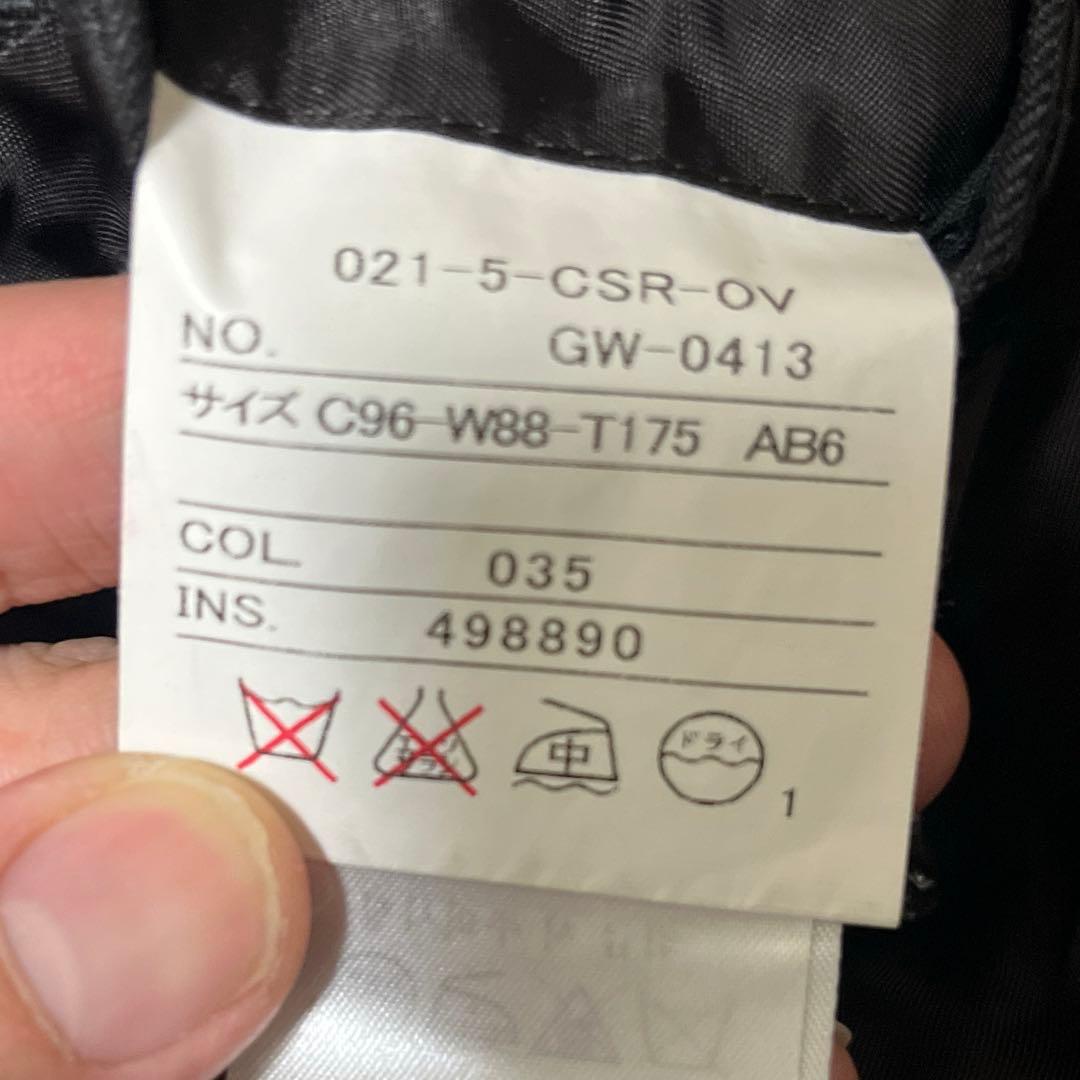 021-5-CSR-OV
NO. GW-0413
サイズ C96-W88-T175 AB6
COL. 035
INS. 498890
中 ドライ
1